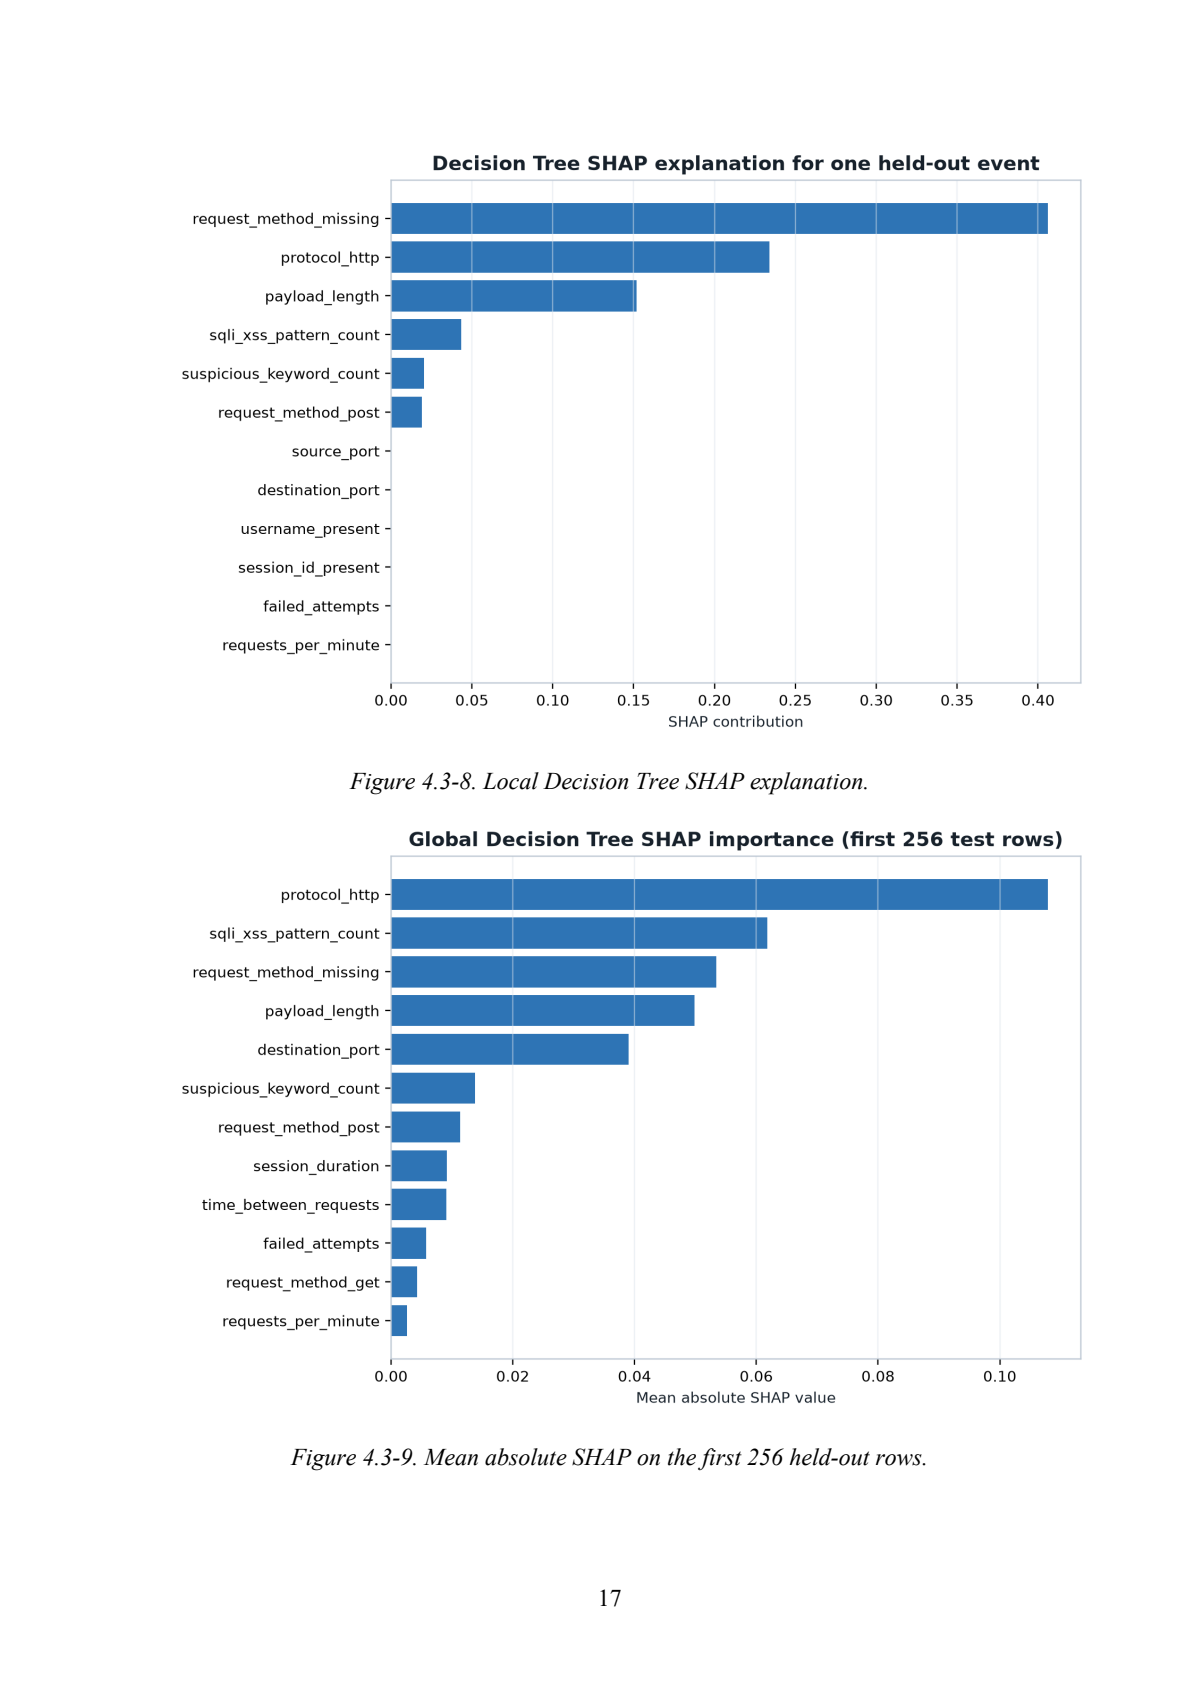 Decision Tree SHAP explanation for one held-out event
request_method_missing
protocol_http
payload_length
sqli_xss_pattern_count
suspicious_keyword_count
request_method_post
source_port
destination_port
username_present
session_id_present
failed_attempts
requests_per_minute
0.00 0.05 0.10 0.15 0.20 0.25 0.30 0.35 0.40
SHAP contribution
Figure 4.3-8. Local Decision Tree SHAP explanation.
Global Decision Tree SHAP importance (first 256 test rows)
protocol_http
sqli_xss_pattern_count
request_method_missing
payload_length
destination_port
suspicious_keyword_count
request_method_post
session_duration
time_between_requests
failed_attempts
request_method_get
requests_per_minute
0.00 0.02 0.04 0.06 0.08 0.10
Mean absolute SHAP value
Figure 4.3-9. Mean absolute SHAP on the first 256 held-out rows.
17